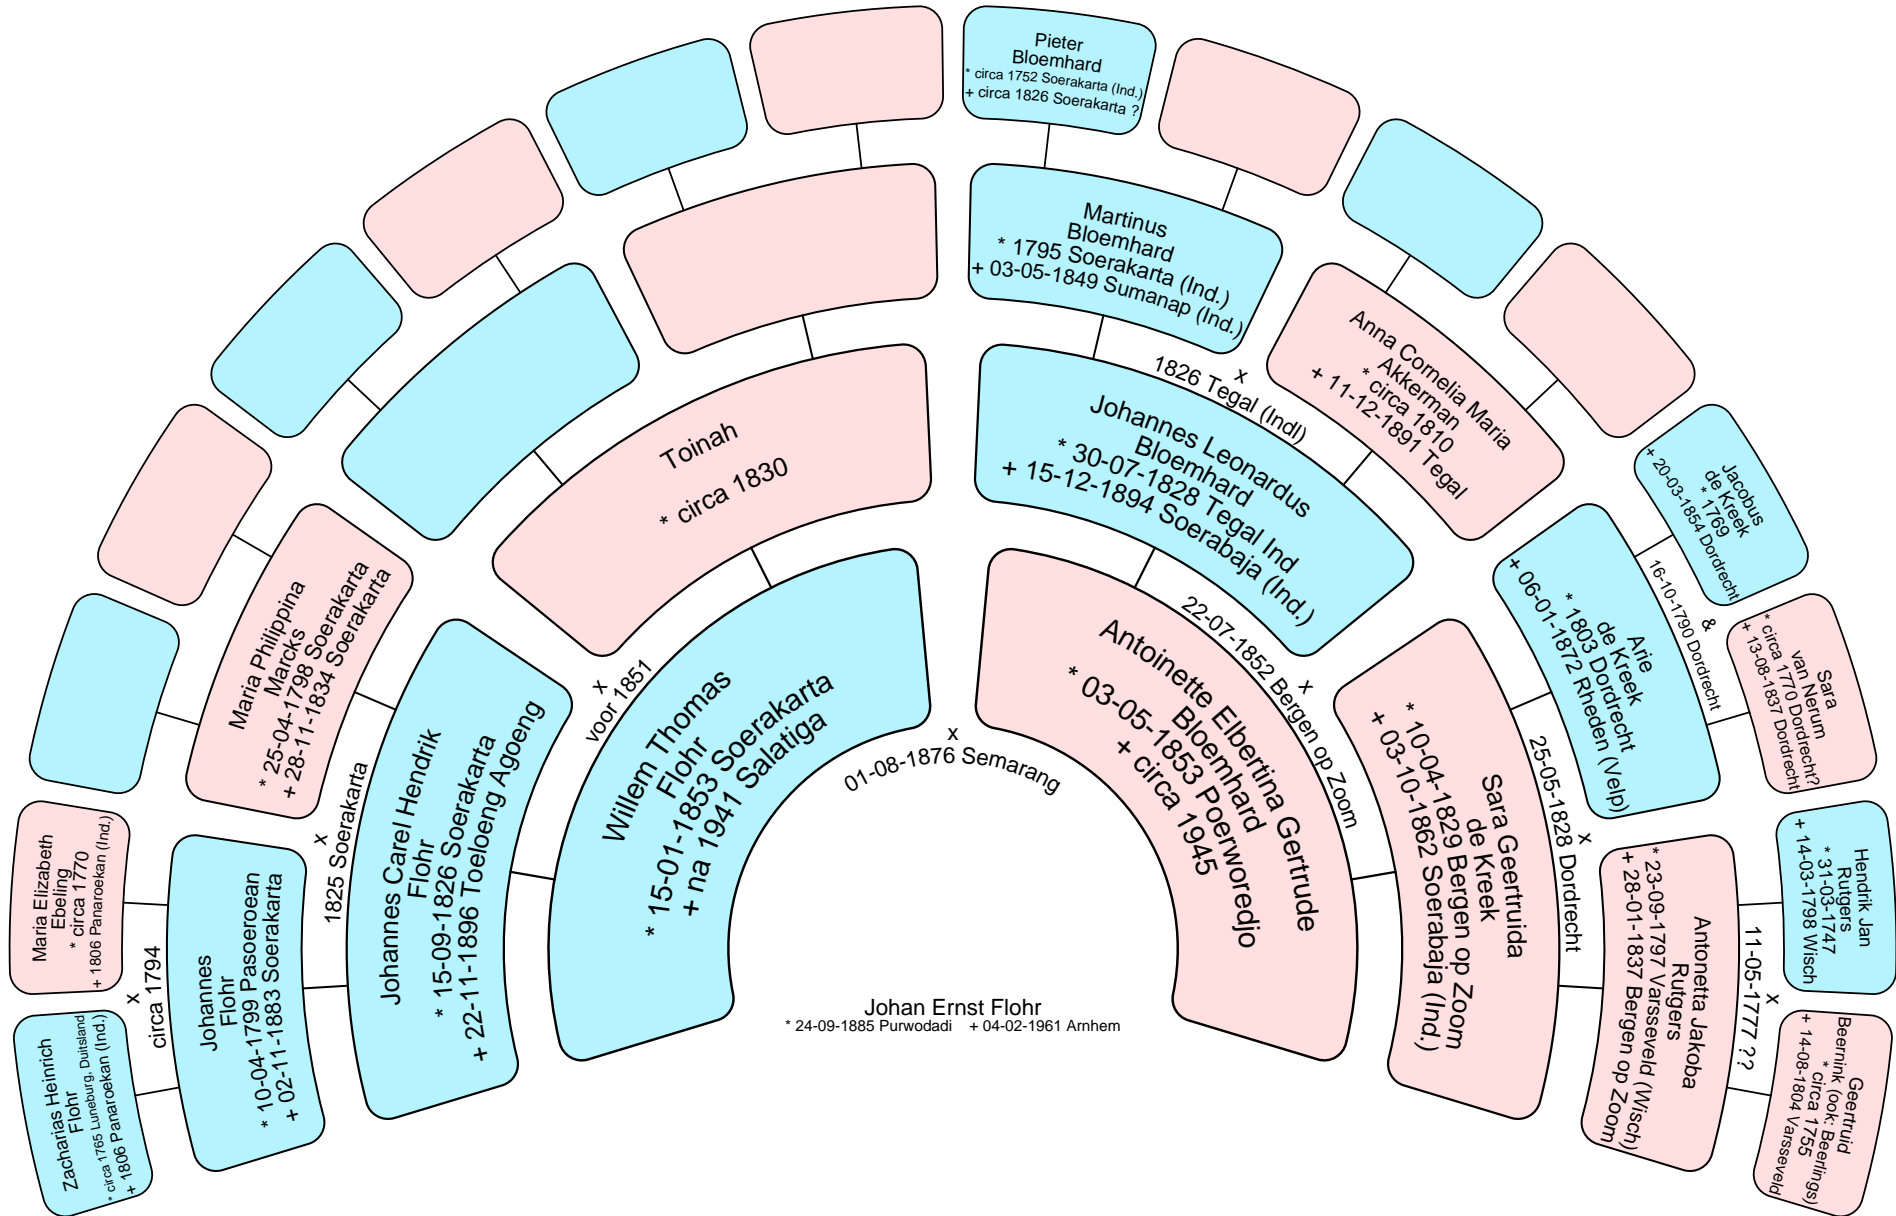 Pieter
Bloemhard
* circa 1752 Soerakarta (Ind.)
+ circa 1826 Soerakarta ?
Martinus
Bloemhard
* 1795 Soerakarta (Ind.)
+ 03-05-1849 Sumanap (Ind.)
x
1826 Tegal (Indl)
Anna Cornelia Maria
Akkerman
* circa 1810
+ 11-12-1891 Tegal
Toinah
* circa 1830
Johannes Leonardus
Bloemhard
* 30-07-1828 Tegal Ind
+ 15-12-1894 Soerabaja (Ind.)
Jacobus
de Kreek
* 1769
+ 20-03-1854 Dordrecht
&
16-10-1790 Dordrecht
Sara
van Nerum
* circa 1770 Dordrecht?
+ 13-08-1837 Dordrecht
Arie
de Kreek
* 1803 Dordrecht
+ 06-01-1872 Rheden (Velp)
Maria Philippina
Marcks
* 25-04-1798 Soerakarta
+ 28-11-1834 Soerakarta
x
1825 Soerakarta
Johannes Carel Hendrik
Flohr
* 15-09-1826 Soerakarta
+ 22-11-1896 Toeloeng Agoeng
x
voor 1851
Willem Thomas
Flohr
* 15-01-1853 Soerakarta
+ na 1941 Salatiga
x
01-08-1876 Semarang
Antoinette Elbertina Gertrude
Bloemhard
* 03-05-1853 Poerworedjo
+ circa 1945
x
22-07-1852 Bergen op Zoom
Sara Geertruida
de Kreek
* 10-04-1829 Bergen op Zoom
+ 03-10-1862 Soerabaja (Ind.)
x
25-05-1828 Dordrecht
Maria Elizabeth
Ebeling
* circa 1770
+ 1806 Panaroekan (Ind.)
x
circa 1794
Zacharias Heinrich
Flohr
* circa 1765 Luneburg, Duitsland
+ 1806 Panaroekan (Ind.)
Johannes
Flohr
* 10-04-1799 Pasoeroean
+ 02-11-1883 Soerakarta
Antonetta Jakoba
Rutgers
* 23-09-1797 Varsseveld (Wisch)
+ 28-01-1837 Bergen op Zoom
Hendrik Jan
Rutgers
* 31-03-1747
+ 14-03-1798 Wisch
x
11-05-1777 ??
Geertruid
Bernink (ook: Beerlings)
* circa 1755
+ 14-08-1804 Varsseveld
Johan Ernst Flohr
* 24-09-1885 Purwodadi + 04-02-1961 Arnhem